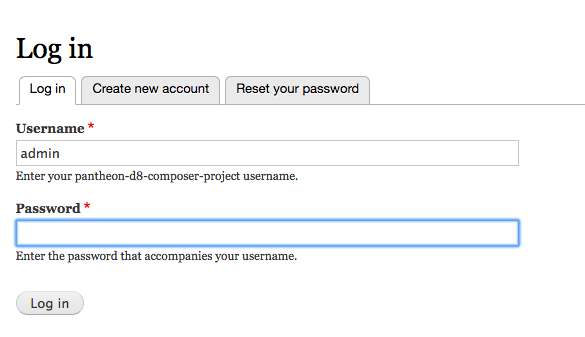 Log in
Log in Create new account Reset your password
Username *
admin
Enter your pantheon-d8-composer-project username.
Password *
Enter the password that accompanies your username.
Log in